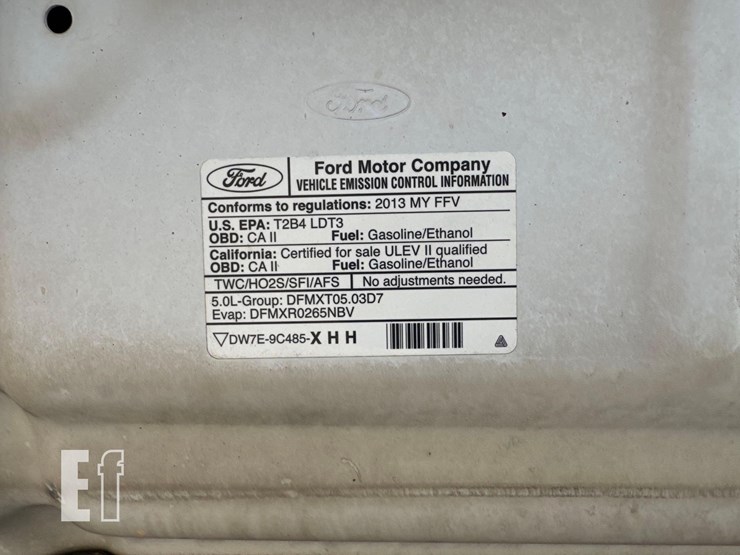 Ford
Ford
Ford Motor Company
VEHICLE EMISSION CONTROL INFORMATION
Conforms to regulations: 2013 MY FFV
U.S. EPA: T2B4 LDT3
OBD: CA II Fuel: Gasoline/Ethanol
California: Certified for sale ULEV II qualified
OBD: CA II Fuel: Gasoline/Ethanol
TWC/HO2S/SFI/AFS No adjustments needed.
5.0L-Group: DFMXT05.03D7
Evap: DFMXR0265NBV
▽DW7E-9C485-X H H
Ef